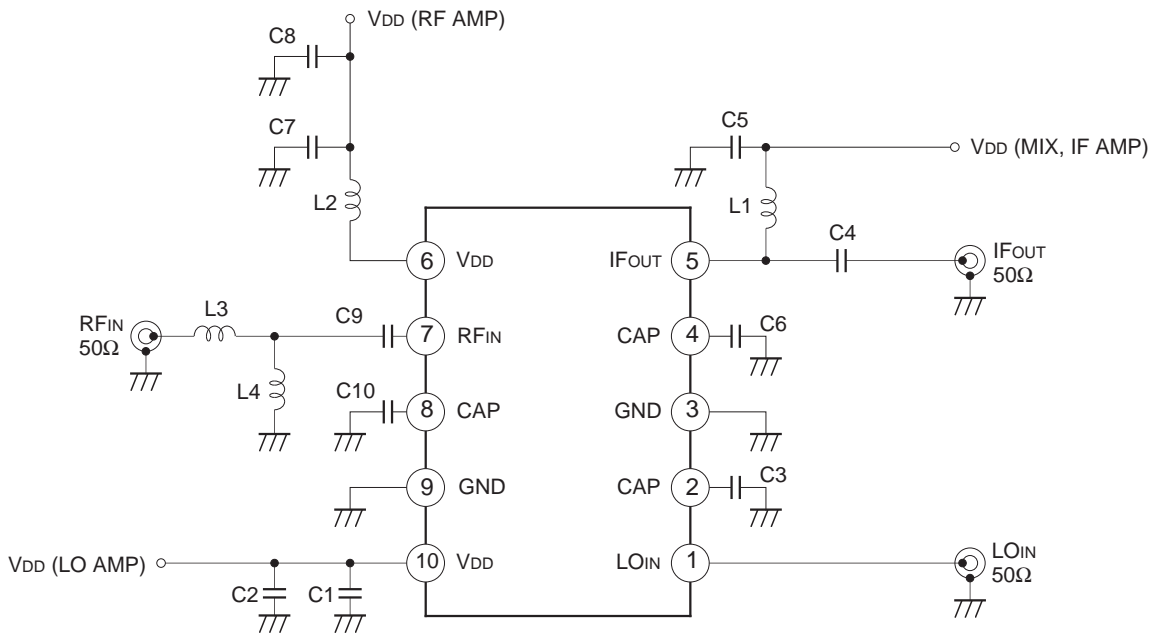 VDD (RF AMP)
C8
C7
C5
VDD (MIX, IF AMP)
L2
L1
C4
6
VDD
IFOUT
5
IFOUT
50Ω
L3
C9
RFIN
50Ω
7
RFIN
CAP
4
C6
L4
C10
8
CAP
GND
3
9
GND
CAP
2
C3
VDD (LO AMP)
10
VDD
LOIN
1
LOIN
50Ω
C2
C1